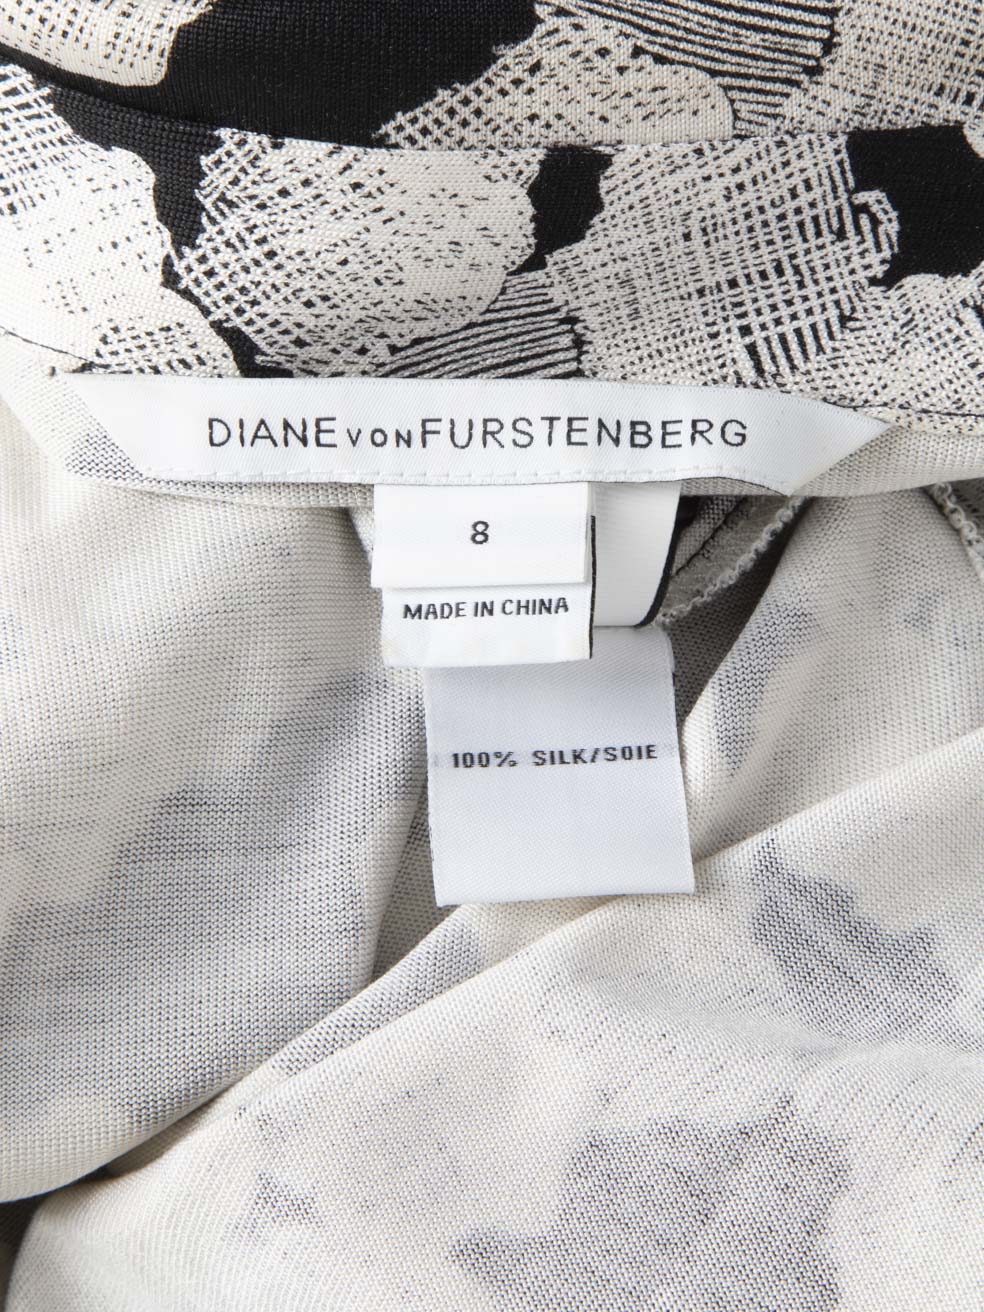 DIANE VON FURSTENBERG
8
MADE IN CHINA
100% SILK/SOIE